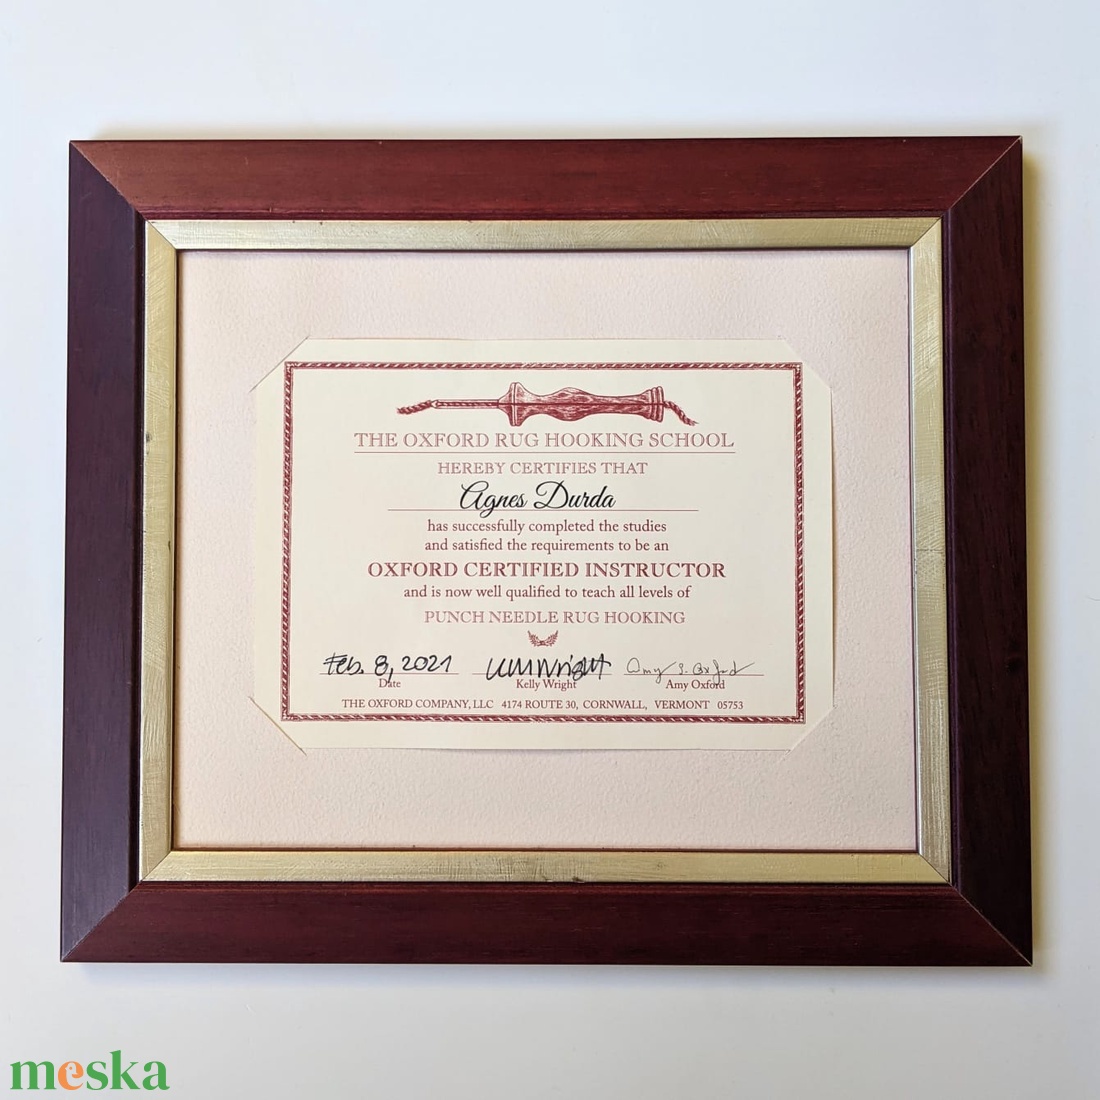 THE OXFORD RUG HOOKING SCHOOL
HEREBY CERTIFIES THAT
Agnes Durda
has successfully completed the studies
and satisfied the requirements to be an
OXFORD CERTIFIED INSTRUCTOR
and is now well qualified to teach all levels of
PUNCH NEEDLE RUG HOOKING
Feb. 8, 2021 KMWright Amy S. Oxford
Date Kelly Wright Amy Oxford
THE OXFORD COMPANY, LLC 4174 ROUTE 30, CORNWALL, VERMONT 05753
meska